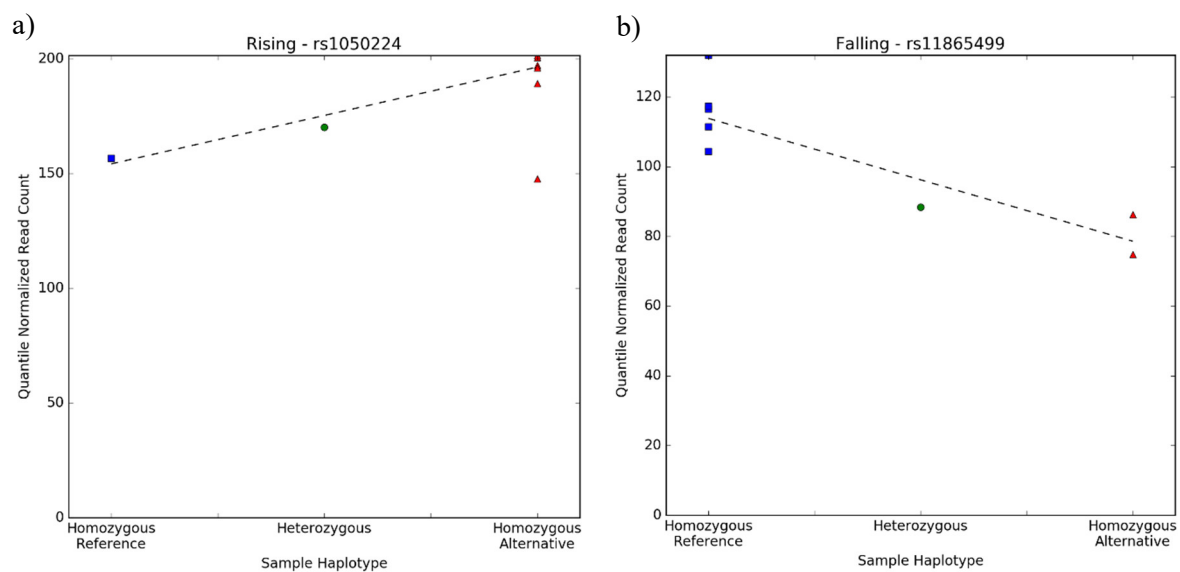 a)
Rising - rs1050224
200
150
100
50
0
Quantile Normalized Read Count
Homozygous
Reference
Heterozygous
Homozygous
Alternative
Sample Haplotype
b)
Falling - rs11865499
120
100
80
60
40
20
0
Quantile Normalized Read Count
Homozygous
Reference
Heterozygous
Homozygous
Alternative
Sample Haplotype